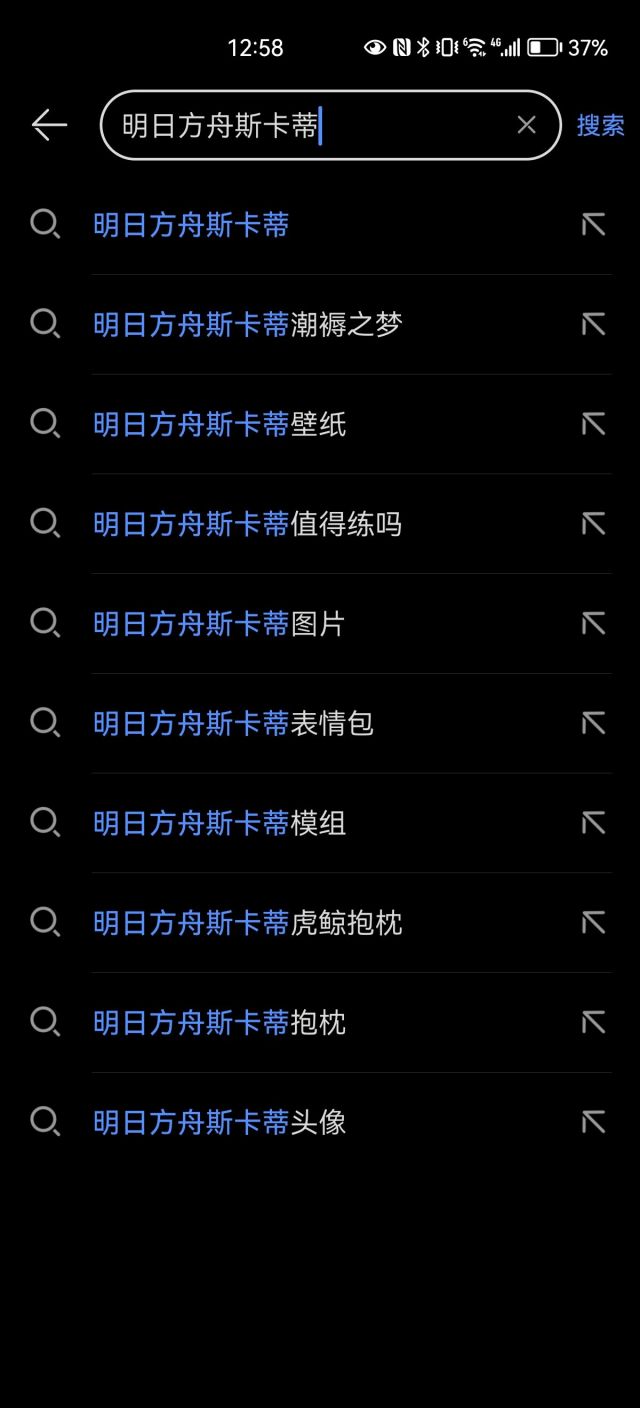 12:58
6 4G 37%
明日方舟斯卡蒂
搜索
明日方舟斯卡蒂
明日方舟斯卡蒂潮褥之梦
明日方舟斯卡蒂壁纸
明日方舟斯卡蒂值得练吗
明日方舟斯卡蒂图片
明日方舟斯卡蒂表情包
明日方舟斯卡蒂模组
明日方舟斯卡蒂虎鲸抱枕
明日方舟斯卡蒂抱枕
明日方舟斯卡蒂头像